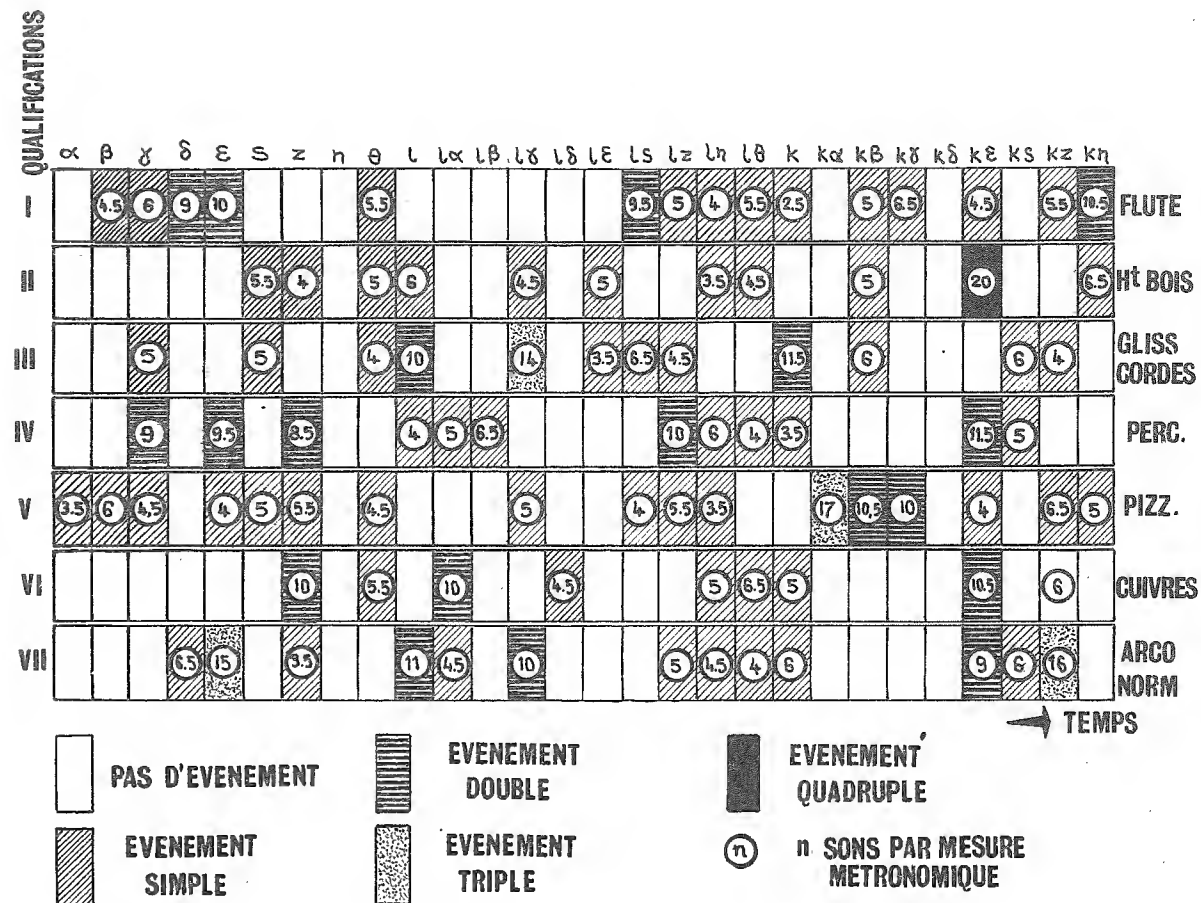 QUALIFICATIONS
α β γ δ ε S z η θ ι ια ιβ ιγ ιδ ιε ιS ιz ιη ιθ κ κα κβ κγ κδ κε κS κz κη
I 4.5 6 9 10 5.5 9.5 5 4 5.5 2.5 5 6.5 4.5 5.5 10.5 FLUTE
II 5.5 4 5 6 4.5 5 3.5 4.5 5 20 6.5 Ht BOIS
III 5 5 4 10 14 3.5 6.5 4.5 11.5 6 6 4 GLISS
CORDES
IV 9 9.5 8.5 4 5 6.5 10 6 4 3.5 11.5 5 PERC.
V 3.5 6 4,5 4 5 5.5 4.5 5 4 5.5 3.5 17 10,5 10 4 6.5 5 PIZZ.
VI 10 5.5 10 4.5 5 6.5 5 10.5 6 CUIVRES
VII 6.5 15 3.5 11 4.5 10 5 4.5 4 6 9 6 16 ARCO
NORM
TEMPS
PAS D'EVENEMENT
EVENEMENT
DOUBLE
EVENEMENT
QUADRUPLE
EVENEMENT
SIMPLE
EVENEMENT
TRIPLE
n n SONS PAR MESURE
METRONOMIQUE